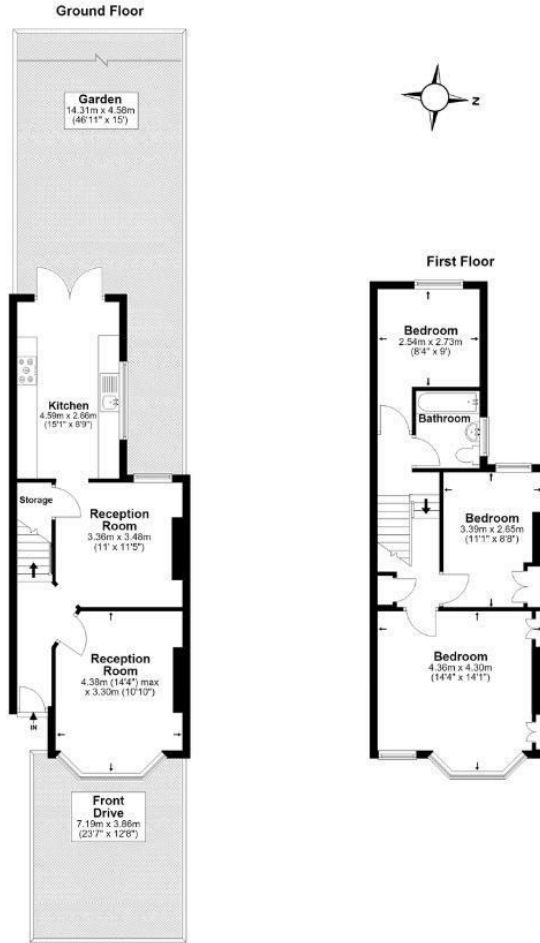 Ground Floor
Garden
14.31m x 4.56m
(46'11" x 15')
Kitchen
4.59m x 2.66m
(15'1" x 8'9")
Storage
Reception
Room
3.36m x 3.48m
(11' x 11'5")
Reception
Room
4.38m (14'4") max
x 3.30m (10'10")
IN
Front
Drive
7.19m x 3.86m
(23'7" x 12'8")
Z
First Floor
Bedroom
2.54m x 2.73m
(8'4" x 9')
Bathroom
Bedroom
3.39m x 2.65m
(11'1" x 8'8")
Bedroom
4.36m x 4.30m
(14'4" x 14'1")